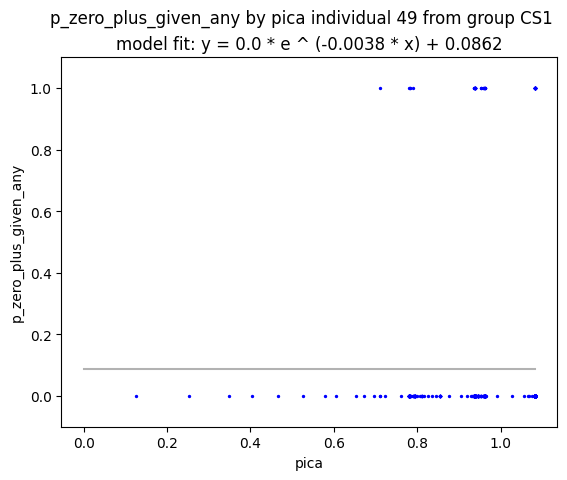 p_zero_plus_given_any by pica individual 49 from group CS1
model fit: y = 0.0 * e ^ (-0.0038 * x) + 0.0862
1.0
0.8
0.6
0.4
0.2
0.0
p_zero_plus_given_any
0.0 0.2 0.4 0.6 0.8 1.0
pica